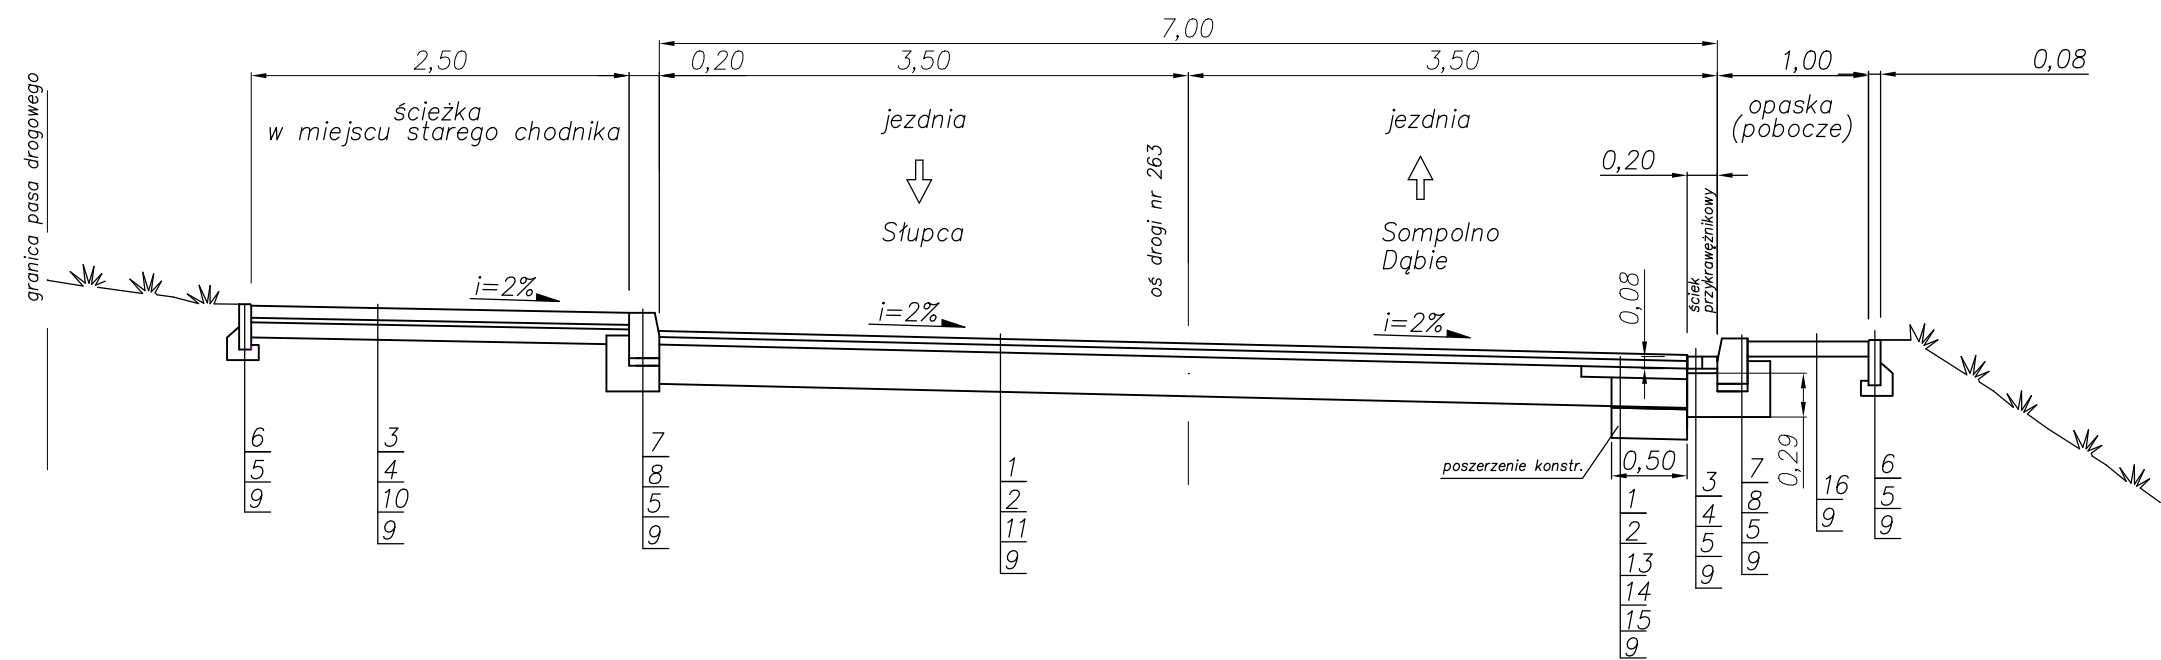 7,00
2,50
0,20
3,50
3,50
1,00
0,08
granica pasa drogowego
ścieżka
w miejscu starego chodnika
jezdnia
jezdnia
opaska
(pobocze)
oś drogi nr 263
0,20
ściek
przykrawężnikowy
Słupca
Sompolno
Dąbie
i=2%
i=2%
i=2%
0,08
0,29
poszerzenie konstr.
0,50
6
5
9
3
4
10
9
7
8
5
9
1
2
11
9
1
2
13
14
15
9
3
4
5
9
7
8
5
9
16
9
6
5
9